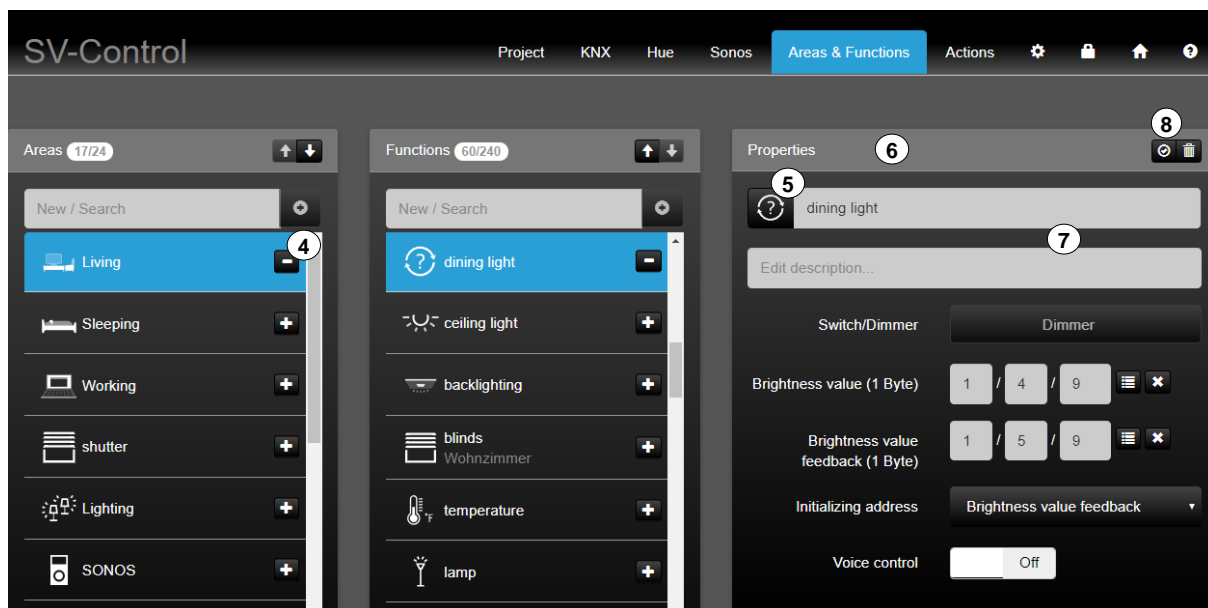 SV-Control
Project KNX Hue Sonos Areas & Functions Actions
8
Areas 17/24
Functions 60/240
Properties 6
5
New / Search
New / Search
dining light
4
7
Living
dining light
Edit description...
Sleeping
ceiling light
Switch/Dimmer Dimmer
Working
backlighting
Brightness value (1 Byte) 1 / 4 / 9
shutter
blinds
Wohnzimmer
Brightness value
feedback (1 Byte) 1 / 5 / 9
Lighting
°F temperature
Initializing address Brightness value feedback
SONOS
lamp
Voice control Off